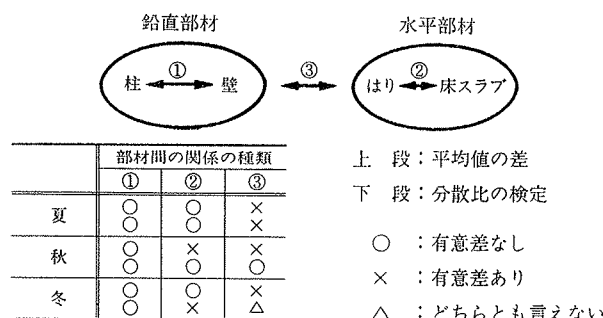 鉛直部材 水平部材
① ③ ②
柱 壁 はり 床スラブ
部材間の関係の種類
① ② ③
夏 ○ ○ ×
○ ○ ×
秋 ○ × ×
○ ○ ○
冬 ○ ○ ×
○ × △
上 段：平均値の差
下 段：分散比の検定
○ ：有意差なし
× ：有意差あり
△ ：どちらとも言えない